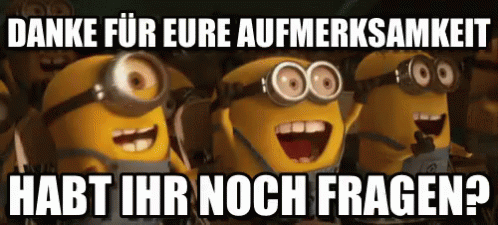 DANKE FÜR EURE AUFMERKSAMKEIT
HABT IHR NOCH FRAGEN?